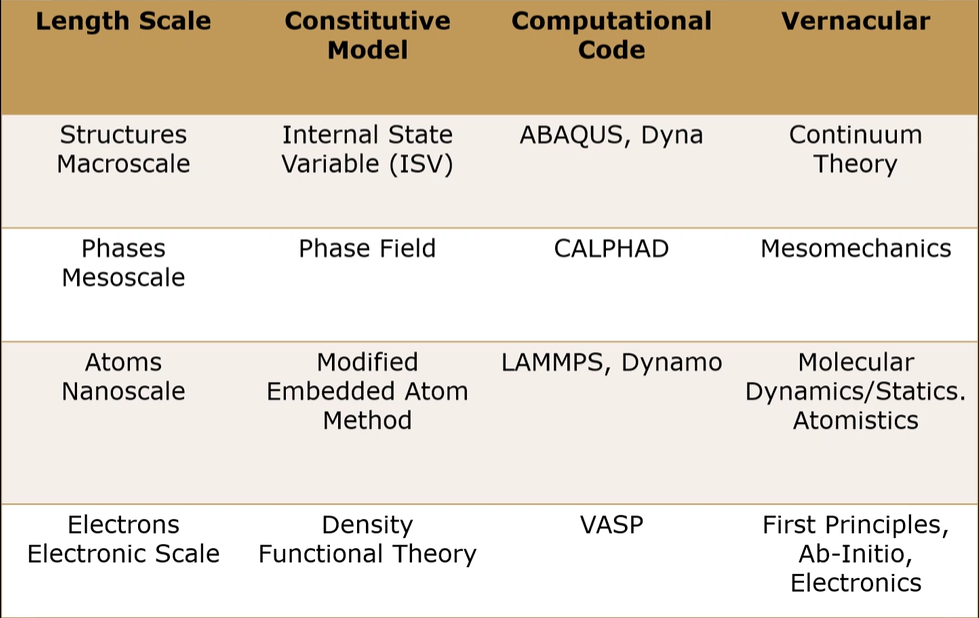 Length Scale
Constitutive
Model
Computational
Code
Vernacular
Structures
Macroscale
Internal State
Variable (ISV)
ABAQUS, Dyna
Continuum
Theory
Phases
Mesoscale
Phase Field
CALPHAD
Mesomechanics
Atoms
Nanoscale
Modified
Embedded Atom
Method
LAMMPS, Dynamo
Molecular
Dynamics/Statics.
Atomistics
Electrons
Electronic Scale
Density
Functional Theory
VASP
First Principles,
Ab-Initio,
Electronics